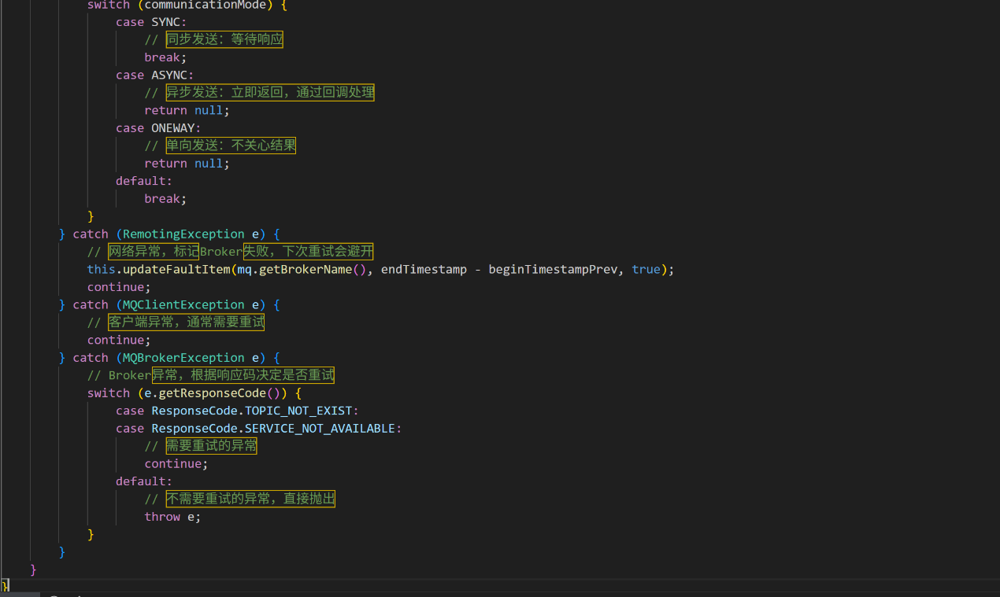 switch (communicationMode) {
case SYNC:
// 同步发送：等待响应
break;
case ASYNC:
// 异步发送：立即返回，通过回调处理
return null;
case ONEWAY:
// 单向发送：不关心结果
return null;
default:
break;
}
} catch (RemotingException e) {
// 网络异常，标记Broker失败，下次重试会避开
this.updateFaultItem(mq.getBrokerName(), endTimestamp - beginTimestampPrev, true);
continue;
} catch (MQClientException e) {
// 客户端异常，通常需要重试
continue;
} catch (MQBrokerException e) {
// Broker异常，根据响应码决定是否重试
switch (e.getResponseCode()) {
case ResponseCode.TOPIC_NOT_EXIST:
case ResponseCode.SERVICE_NOT_AVAILABLE:
// 需要重试的异常
continue;
default:
// 不需要重试的异常，直接抛出
throw e;
}
}
}
}